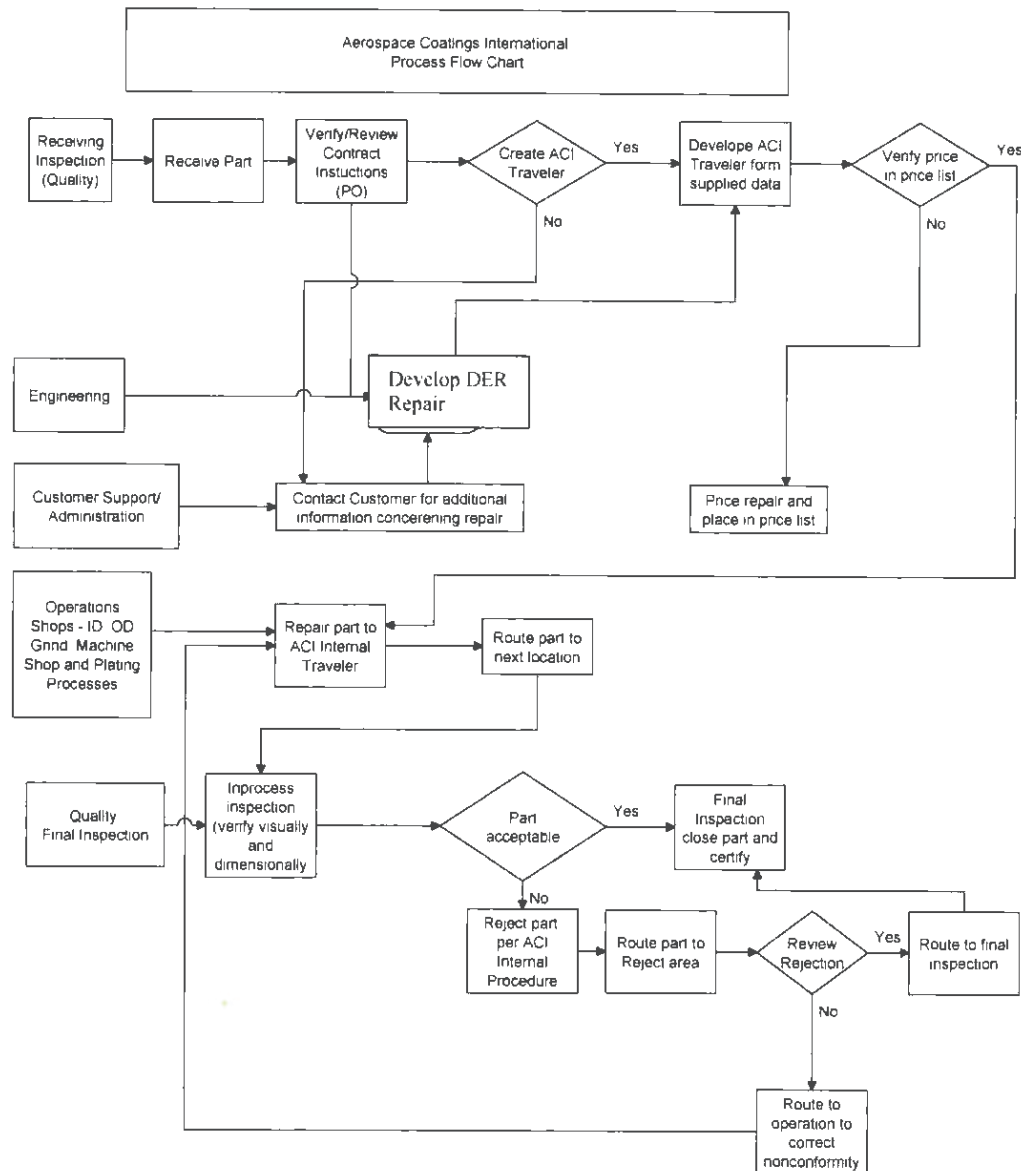 Aerospace Coatings International
Process Flow Chart
Receiving
Inspection
(Quality)
Receive Part
Verify/Review
Contract
Instuctions
(PO)
Create ACI
Traveler
Yes
No
Develope ACI
Traveler form
supplied data
Verify price
in price list
Yes
No
Engineering
Develop DER
Repair
Customer Support/
Administration
Contact Customer for additional
information concerening repair
Price repair and
place in price list
Operations
Shops - ID OD
Grind Machine
Shop and Plating
Processes
Repair part to
ACI Internal
Traveler
Route part to
next location
Quality
Final Inspection
Inprocess
inspection
(verify visually
and
dimensionally
Part
acceptable
Yes
No
Final
Inspection
close part and
certify
Reject part
per ACI
Internal
Procedure
Route part to
Reject area
Review
Rejection
Yes
No
Route to final
inspection
Route to
operation to
correct
nonconformity